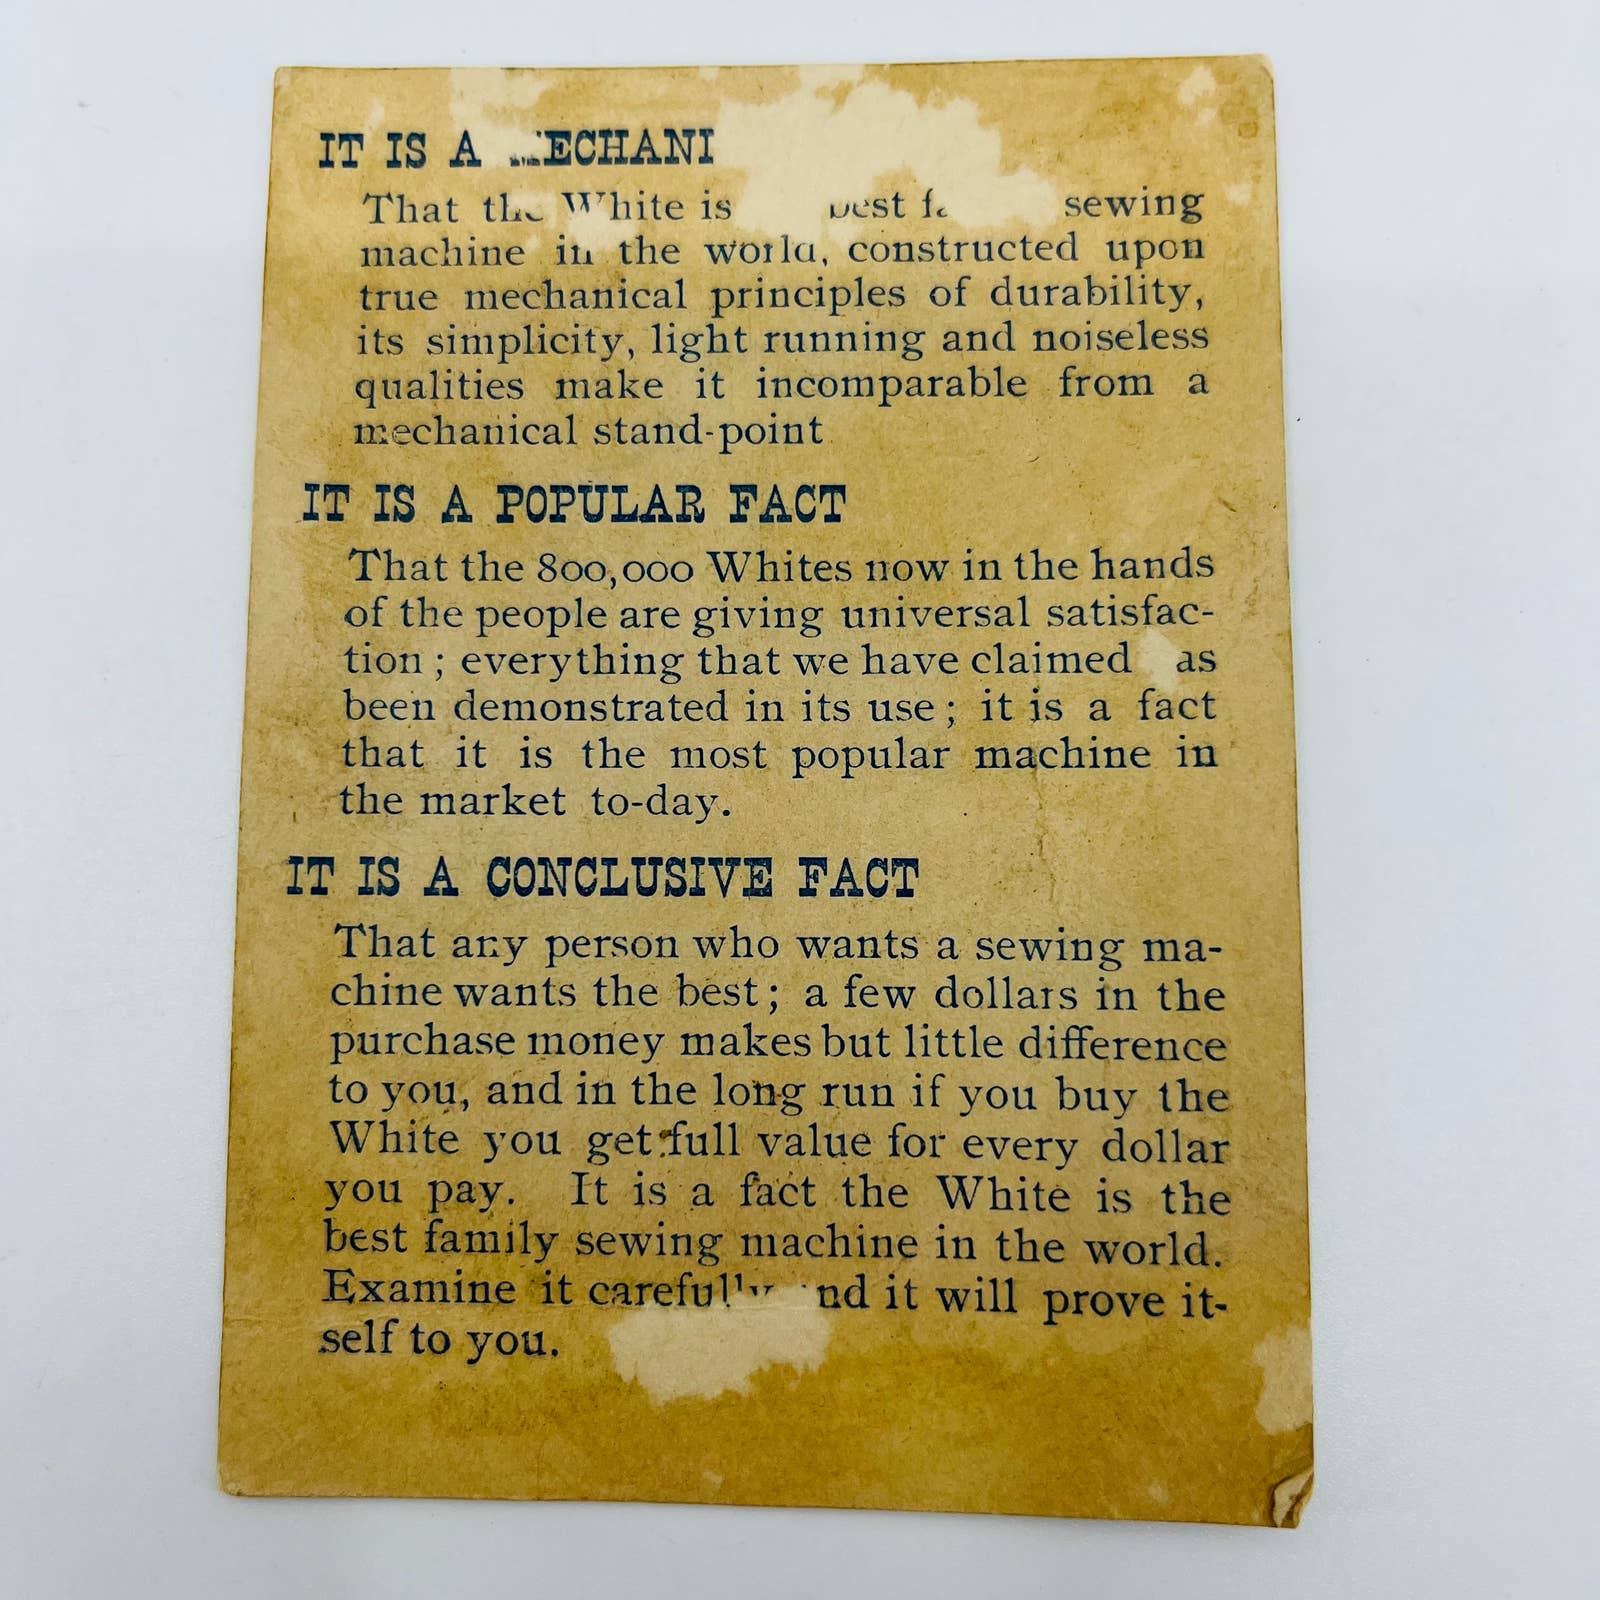 IT IS A MECHANI
That the White is best sewing
machine in the world, constructed upon
true mechanical principles of durability,
its simplicity, light running and noiseless
qualities make it incomparable from a
mechanical stand-point
IT IS A POPULAR FACT
That the 800,000 Whites now in the hands
of the people are giving universal satisfac-
tion ; everything that we have claimed as
been demonstrated in its use ; it is a fact
that it is the most popular machine in
the market to-day.
IT IS A CONCLUSIVE FACT
That any person who wants a sewing ma-
chine wants the best ; a few dollars in the
purchase money makes but little difference
to you, and in the long run if you buy the
White you get full value for every dollar
you pay. It is a fact the White is the
best family sewing machine in the world.
Examine it carefully nd it will prove it-
self to you.